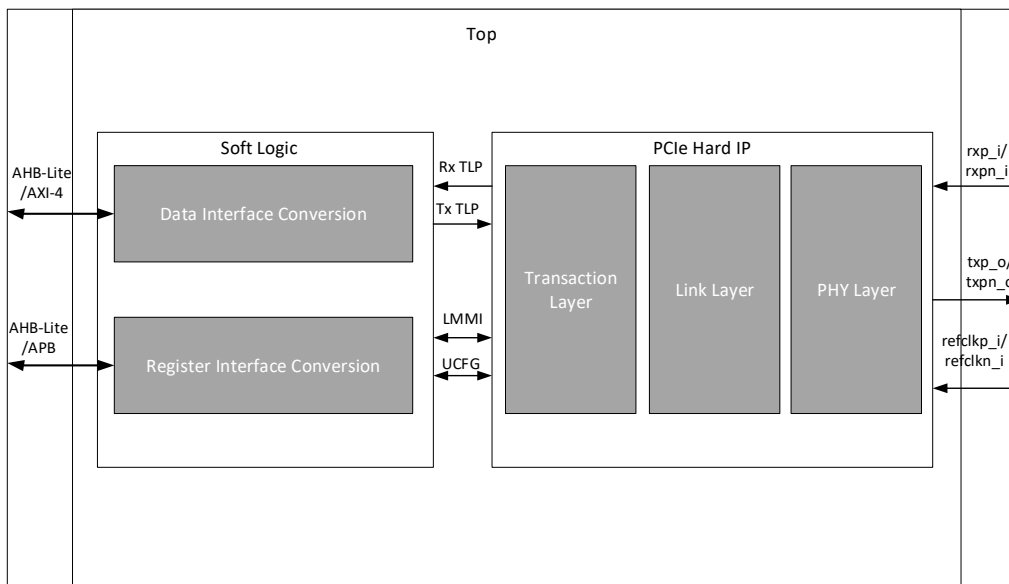 Top
Soft Logic
PCIe Hard IP
AHB-Lite
/AXI-4
Data Interface Conversion
Rx TLP
Tx TLP
AHB-Lite
/APB
Register Interface Conversion
LMMI
UCFG
Transaction
Layer
Link Layer
PHY Layer
rxp_i/
rxpn_i
txp_o/
txpn_o
refclkp_i/
refclkn_i